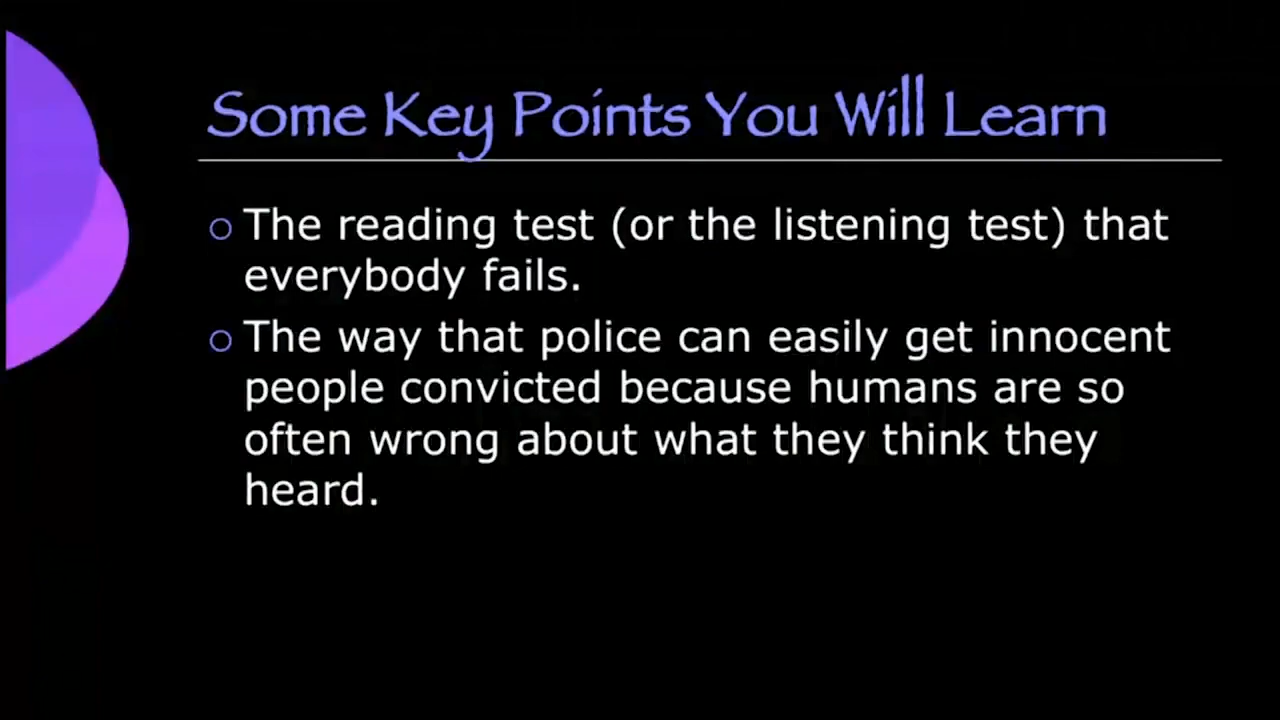 Some Key Points You Will Learn
The reading test (or the listening test) that
everybody fails.
The way that police can easily get innocent
people convicted because humans are so
often wrong about what they think they
heard.